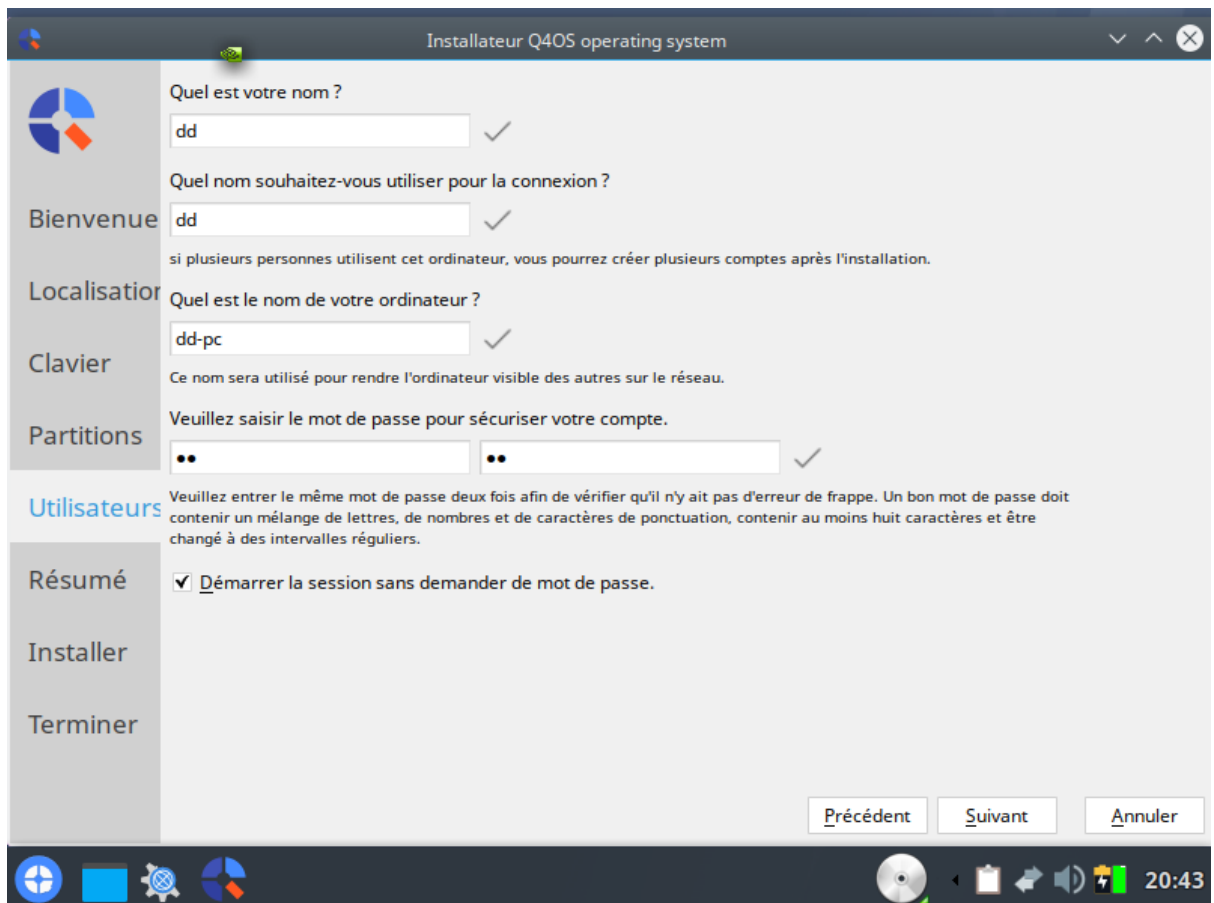 Installateur Q4OS operating system
Quel est votre nom ?
dd
Quel nom souhaitez-vous utiliser pour la connexion ?
Bienvenue
dd
si plusieurs personnes utilisent cet ordinateur, vous pourrez créer plusieurs comptes après l'installation.
Localisation
Quel est le nom de votre ordinateur ?
dd-pc
Clavier
Ce nom sera utilisé pour rendre l'ordinateur visible des autres sur le réseau.
Veuillez saisir le mot de passe pour sécuriser votre compte.
Partitions
•• ••
Utilisateurs
Veuillez entrer le même mot de passe deux fois afin de vérifier qu'il n'y ait pas d'erreur de frappe. Un bon mot de passe doit
contenir un mélange de lettres, de nombres et de caractères de ponctuation, contenir au moins huit caractères et être
changé à des intervalles réguliers.
Résumé
Démarrer la session sans demander de mot de passe.
Installer
Terminer
Précédent Suivant Annuler
20:43